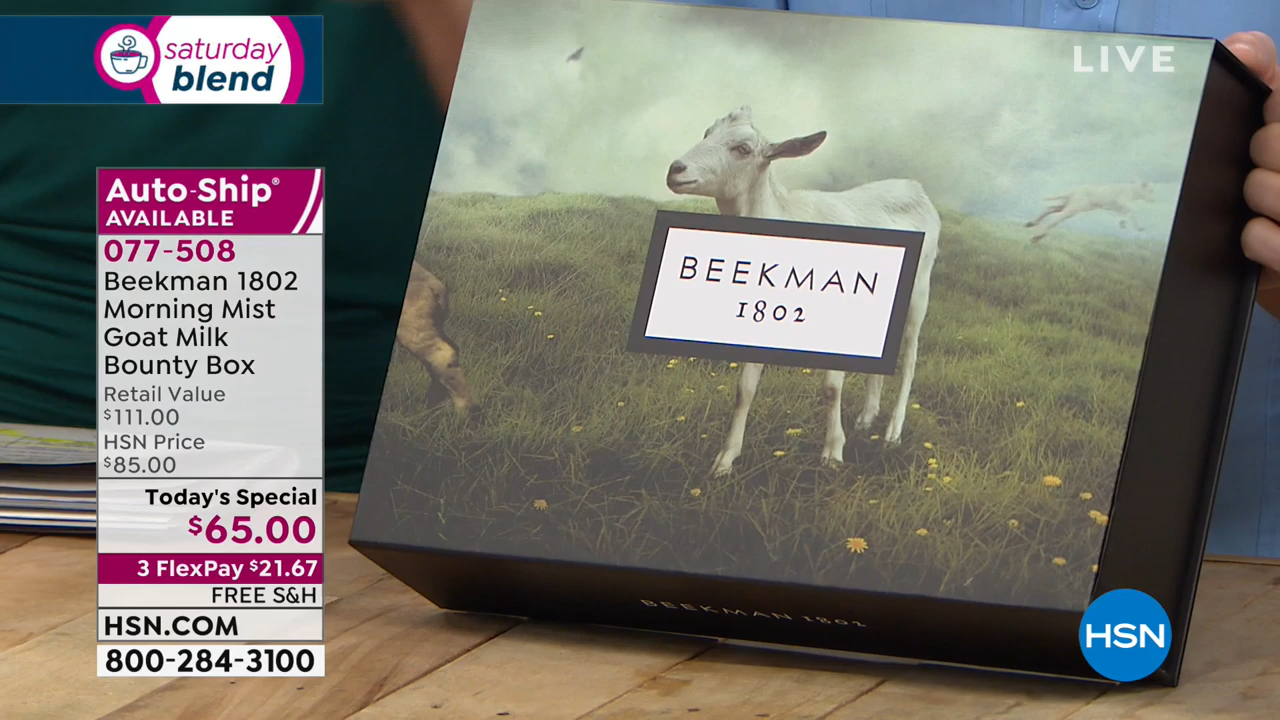 saturday
blend
LIVE
Auto-Ship®
AVAILABLE
077-508
Beekman 1802
Morning Mist
Goat Milk
Bounty Box
Retail Value
$111.00
HSN Price
$85.00
Today's Special
$65.00
3 FlexPay $21.67
FREE S&H
HSN.COM
800-284-3100
BEEKMAN
1802
BEEKMAN 1802
HSN